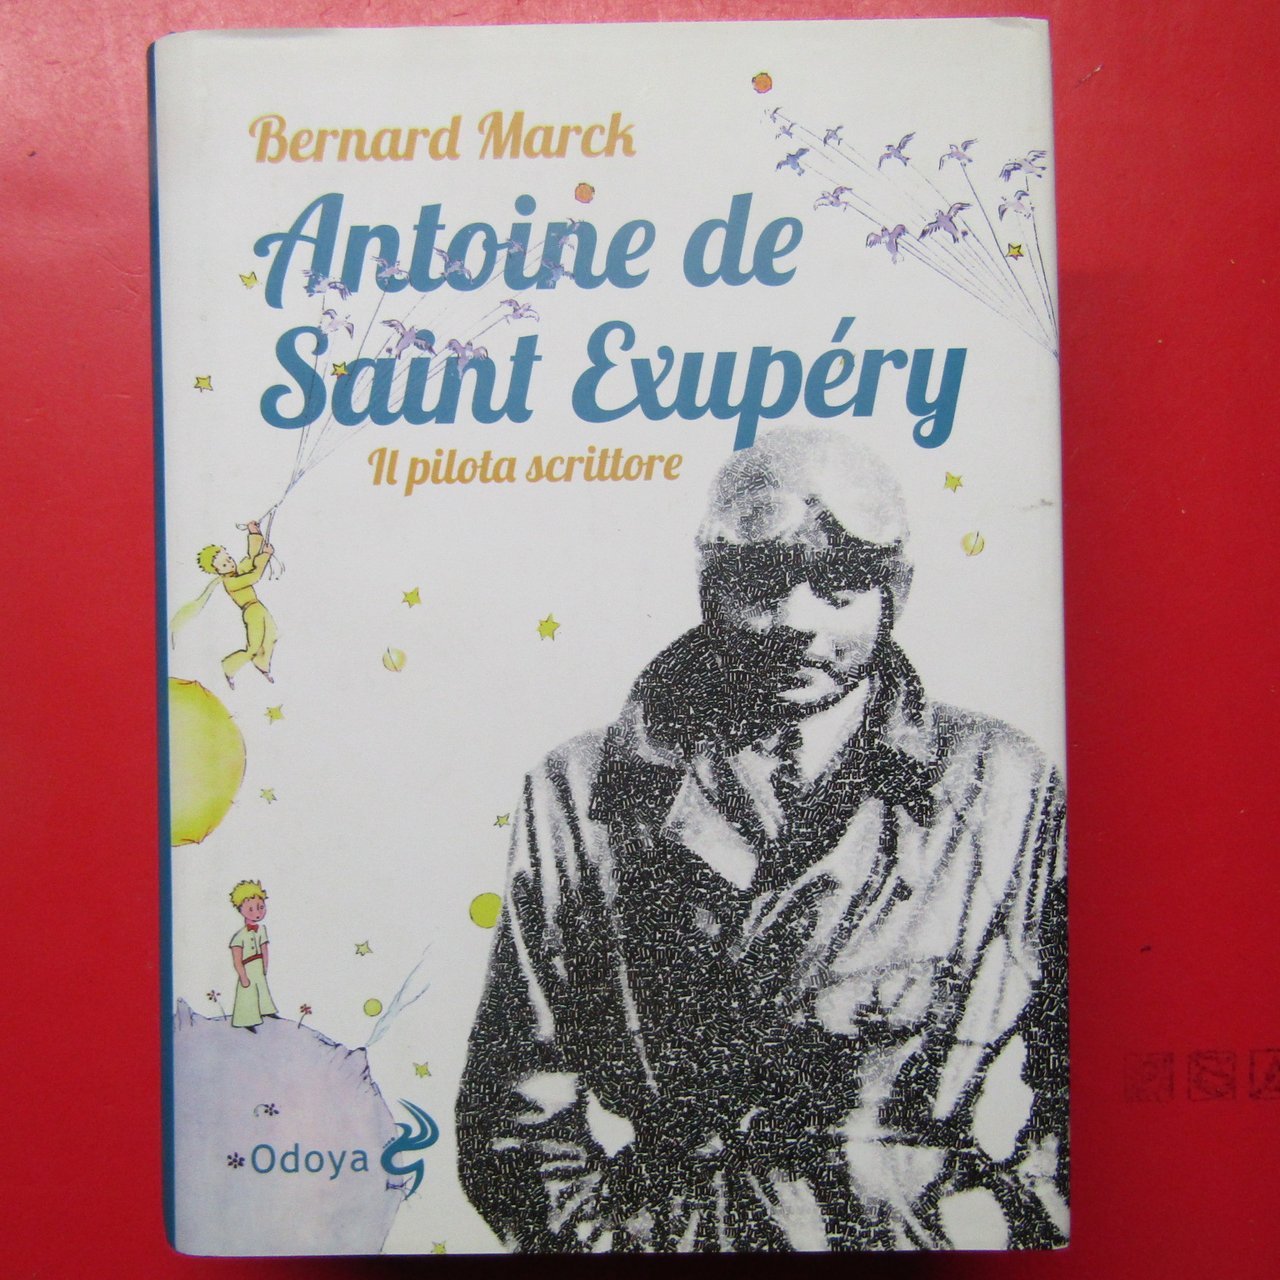 Bernard Marck
Antoine de
Saint Exupéry
Il pilota scrittore
Odoya